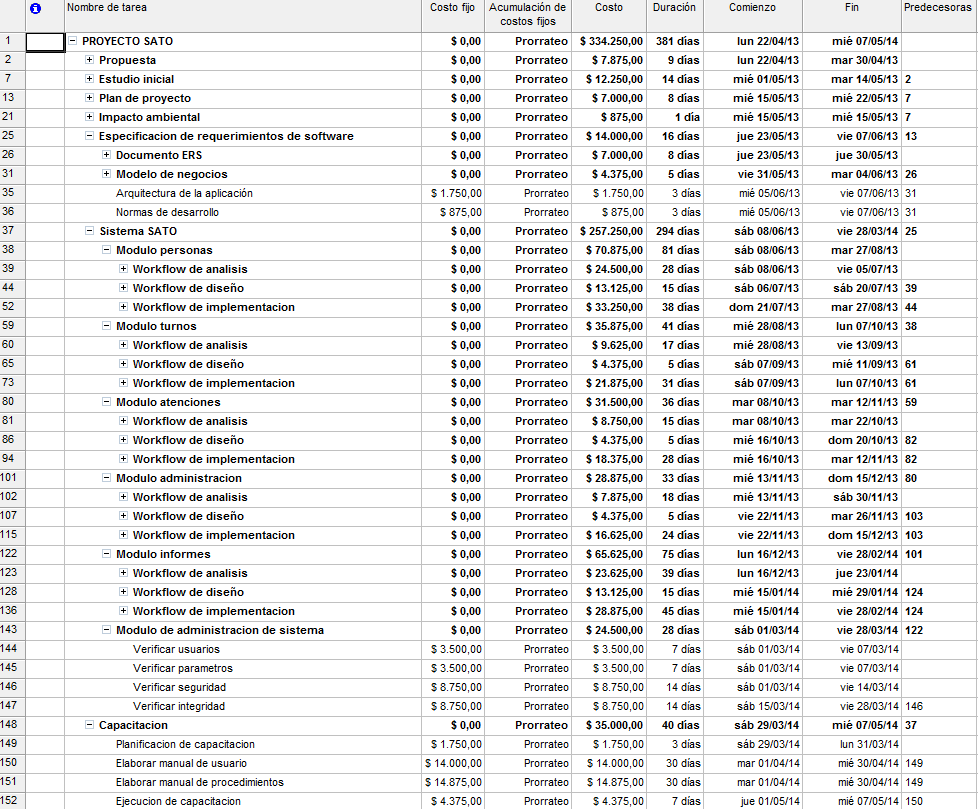 Nombre de tarea Costo fijo Acumulación de costos fijos Costo Duración Comienzo Fin Predecesoras
1 PROYECTO SATO $ 0,00 Prorrateo $ 334.250,00 381 días lun 22/04/13 mié 07/05/14
2 Propuesta $ 0,00 Prorrateo $ 7.875,00 9 días lun 22/04/13 mar 30/04/13
7 Estudio inicial $ 0,00 Prorrateo $ 12.250,00 14 días mié 01/05/13 mar 14/05/13 2
13 Plan de proyecto $ 0,00 Prorrateo $ 7.000,00 8 días mié 15/05/13 mié 22/05/13 7
21 Impacto ambiental $ 0,00 Prorrateo $ 875,00 1 día mié 15/05/13 mié 15/05/13 7
25 Especificacion de requerimientos de software $ 0,00 Prorrateo $ 14.000,00 16 días jue 23/05/13 vie 07/06/13 13
26 Documento ERS $ 0,00 Prorrateo $ 7.000,00 8 días jue 23/05/13 jue 30/05/13
31 Modelo de negocios $ 0,00 Prorrateo $ 4.375,00 5 días vie 31/05/13 mar 04/06/13 26
35 Arquitectura de la aplicación $ 1.750,00 Prorrateo $ 1.750,00 3 días mié 05/06/13 vie 07/06/13 31
36 Normas de desarrollo $ 875,00 Prorrateo $ 875,00 3 días mié 05/06/13 vie 07/06/13 31
37 Sistema SATO $ 0,00 Prorrateo $ 257.250,00 294 días sáb 08/06/13 vie 28/03/14 25
38 Modulo personas $ 0,00 Prorrateo $ 70.875,00 81 días sáb 08/06/13 mar 27/08/13
39 Workflow de analisis $ 0,00 Prorrateo $ 24.500,00 28 días sáb 08/06/13 vie 05/07/13
44 Workflow de diseño $ 0,00 Prorrateo $ 13.125,00 15 días sáb 06/07/13 sáb 20/07/13 39
52 Workflow de implementacion $ 0,00 Prorrateo $ 33.250,00 38 días dom 21/07/13 mar 27/08/13 44
59 Modulo turnos $ 0,00 Prorrateo $ 35.875,00 41 días mié 28/08/13 lun 07/10/13 38
60 Workflow de analisis $ 0,00 Prorrateo $ 9.625,00 17 días mié 28/08/13 vie 13/09/13
65 Workflow de diseño $ 0,00 Prorrateo $ 4.375,00 5 días sáb 07/09/13 mié 11/09/13 61
73 Workflow de implementacion $ 0,00 Prorrateo $ 21.875,00 31 días sáb 07/09/13 lun 07/10/13 61
80 Modulo atenciones $ 0,00 Prorrateo $ 31.500,00 36 días mar 08/10/13 mar 12/11/13 59
81 Workflow de analisis $ 0,00 Prorrateo $ 8.750,00 15 días mar 08/10/13 mar 22/10/13
86 Workflow de diseño $ 0,00 Prorrateo $ 4.375,00 5 días mié 16/10/13 dom 20/10/13 82
94 Workflow de implementacion $ 0,00 Prorrateo $ 18.375,00 28 días mié 16/10/13 mar 12/11/13 82
101 Modulo administracion $ 0,00 Prorrateo $ 28.875,00 33 días mié 13/11/13 dom 15/12/13 80
102 Workflow de analisis $ 0,00 Prorrateo $ 7.875,00 18 días mié 13/11/13 sáb 30/11/13
107 Workflow de diseño $ 0,00 Prorrateo $ 4.375,00 5 días vie 22/11/13 mar 26/11/13 103
115 Workflow de implementacion $ 0,00 Prorrateo $ 16.625,00 24 días vie 22/11/13 dom 15/12/13 103
122 Modulo informes $ 0,00 Prorrateo $ 65.625,00 75 días lun 16/12/13 vie 28/02/14 101
123 Workflow de analisis $ 0,00 Prorrateo $ 23.625,00 39 días lun 16/12/13 jue 23/01/14
128 Workflow de diseño $ 0,00 Prorrateo $ 13.125,00 15 días mié 15/01/14 mié 29/01/14 124
136 Workflow de implementacion $ 0,00 Prorrateo $ 28.875,00 45 días mié 15/01/14 vie 28/02/14 124
143 Modulo de administracion de sistema $ 0,00 Prorrateo $ 24.500,00 28 días sáb 01/03/14 vie 28/03/14 122
144 Verificar usuarios $ 3.500,00 Prorrateo $ 3.500,00 7 días sáb 01/03/14 vie 07/03/14
145 Verificar parametros $ 3.500,00 Prorrateo $ 3.500,00 7 días sáb 01/03/14 vie 07/03/14
146 Verificar seguridad $ 8.750,00 Prorrateo $ 8.750,00 14 días sáb 01/03/14 vie 14/03/14
147 Verificar integridad $ 8.750,00 Prorrateo $ 8.750,00 14 días sáb 15/03/14 vie 28/03/14 146
148 Capacitacion $ 0,00 Prorrateo $ 35.000,00 40 días sáb 29/03/14 mié 07/05/14 37
149 Planificacion de capacitacion $ 1.750,00 Prorrateo $ 1.750,00 3 días sáb 29/03/14 lun 31/03/14
150 Elaborar manual de usuario $ 14.000,00 Prorrateo $ 14.000,00 30 días mar 01/04/14 mié 30/04/14 149
151 Elaborar manual de procedimientos $ 14.875,00 Prorrateo $ 14.875,00 30 días mar 01/04/14 mié 30/04/14 149
152 Ejecucion de capacitacion $ 4.375,00 Prorrateo $ 4.375,00 7 días jue 01/05/14 mié 07/05/14 150